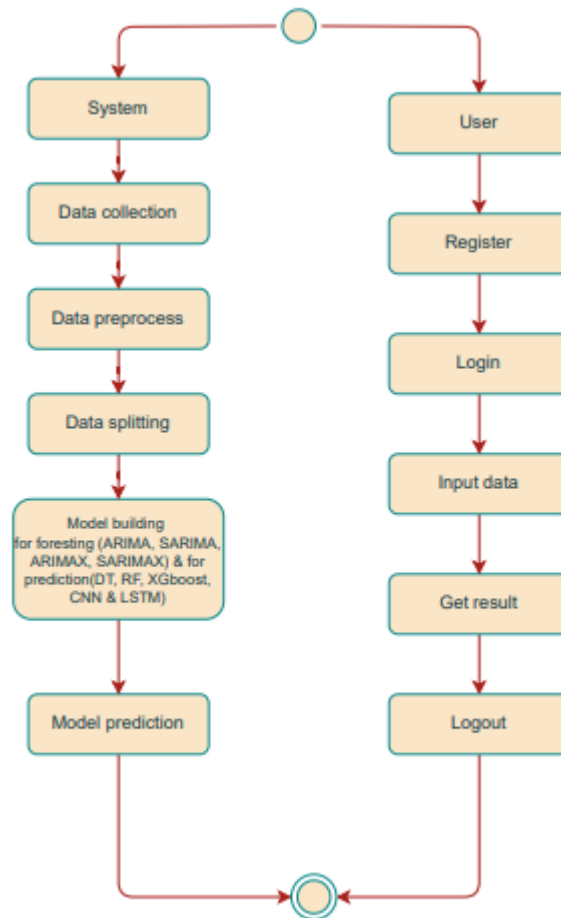 System
Data collection
Data preprocess
Data splitting
Model building
for foresting (ARIMA, SARIMA,
ARIMAX, SARIMAX) & for
prediction(DT, RF, XGboost,
CNN & LSTM)
Model prediction
User
Register
Login
Input data
Get result
Logout